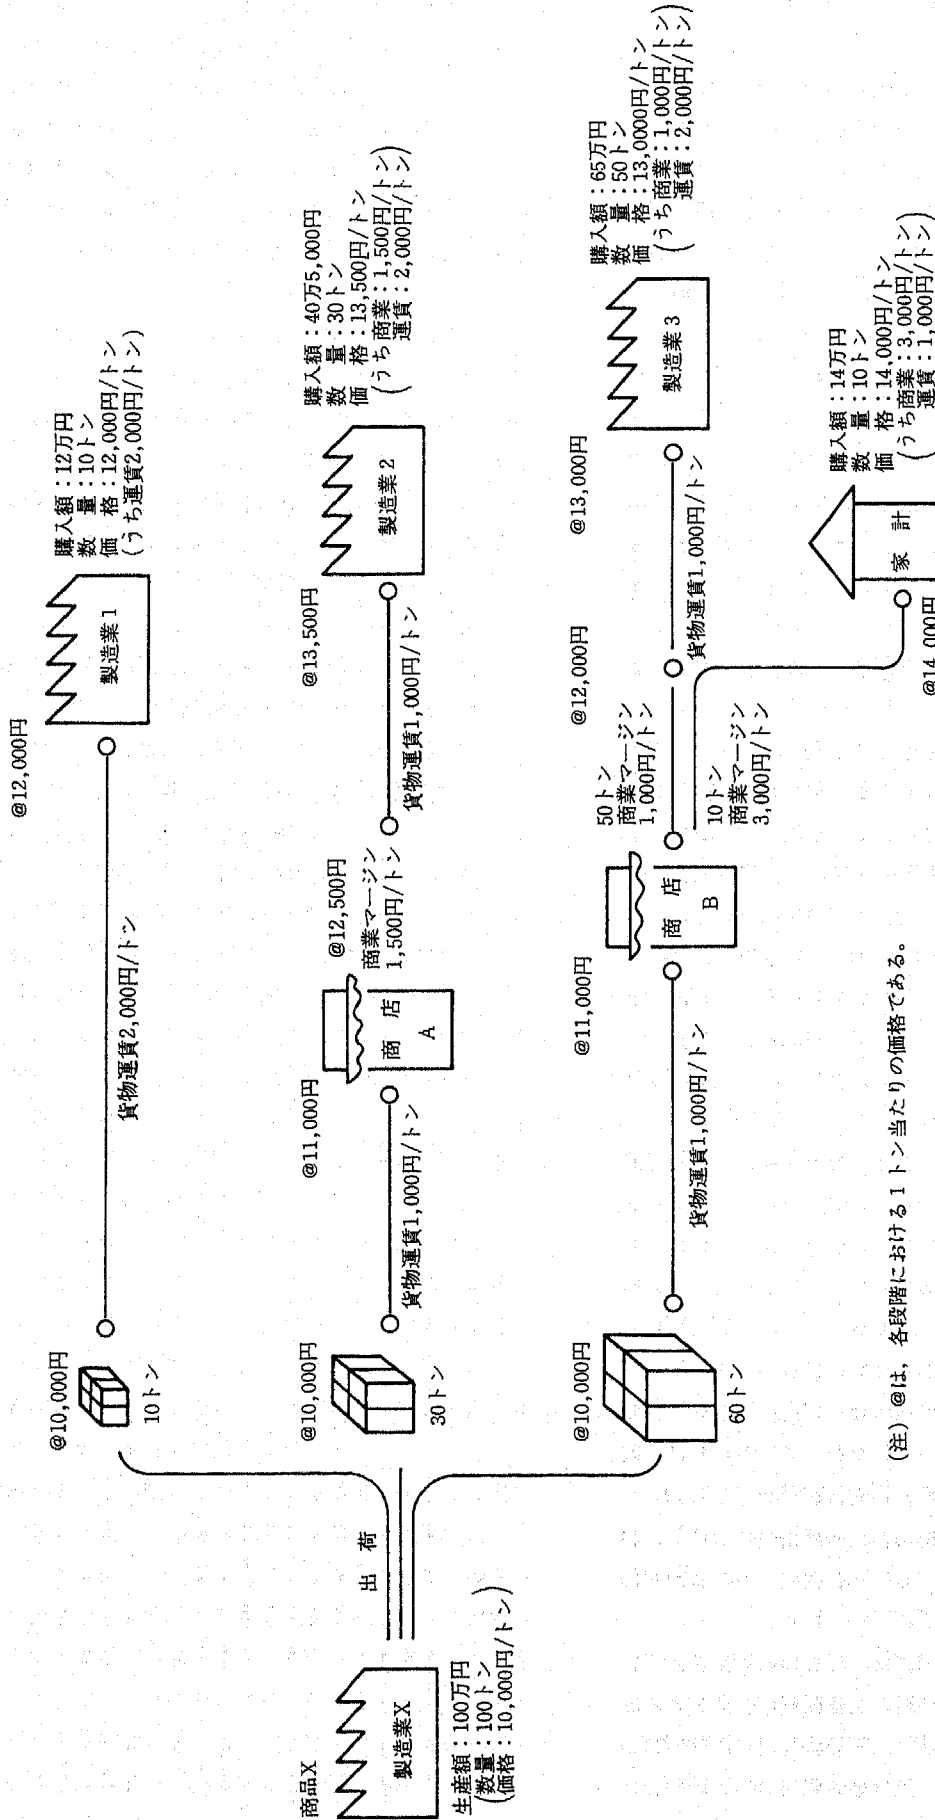 商品X
製造業X
生産額：100万円
(数量：100トン
価格：10,000円/トン)
出 荷
@10,000円
10トン
貨物運賃2,000円/トン
@12,000円
製造業1
購入額：12万円
数 量：10トン
価 格：12,000円/トン
(うち運賃2,000円/トン)
@10,000円
30トン
貨物運賃1,000円/トン
@11,000円
商 店
A
@12,500円
商業マージン
1,500円/トン
貨物運賃1,000円/トン
@13,500円
製造業2
購入額：40万5,000円
数 量：30トン
価 格：13,500円/トン
(うち商業：1,500円/トン
運賃：2,000円/トン)
@10,000円
60トン
貨物運賃1,000円/トン
@11,000円
商 店
B
50トン
商業マージン
1,000円/トン
10トン
商業マージン
3,000円/トン
@12,000円
貨物運賃1,000円/トン
@13,000円
製造業3
購入額：65万円
数 量：50トン
価 格：13,0000円/トン
(うち商業：1,000円/トン
運賃：2,000円/トン)
@14,000円
家 計
購入額：14万円
数 量：10トン
価 格：14,000円/トン
(うち商業：3,000円/トン
運賃：1,000円/トン)
(注) @は，各段階における1トン当たりの価格である。